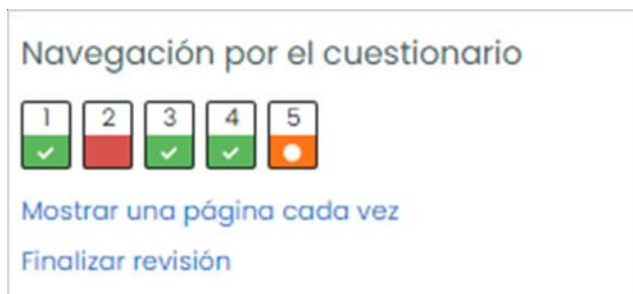 Navegación por el cuestionario
1 2 3 4 5
Mostrar una página cada vez
Finalizar revisión